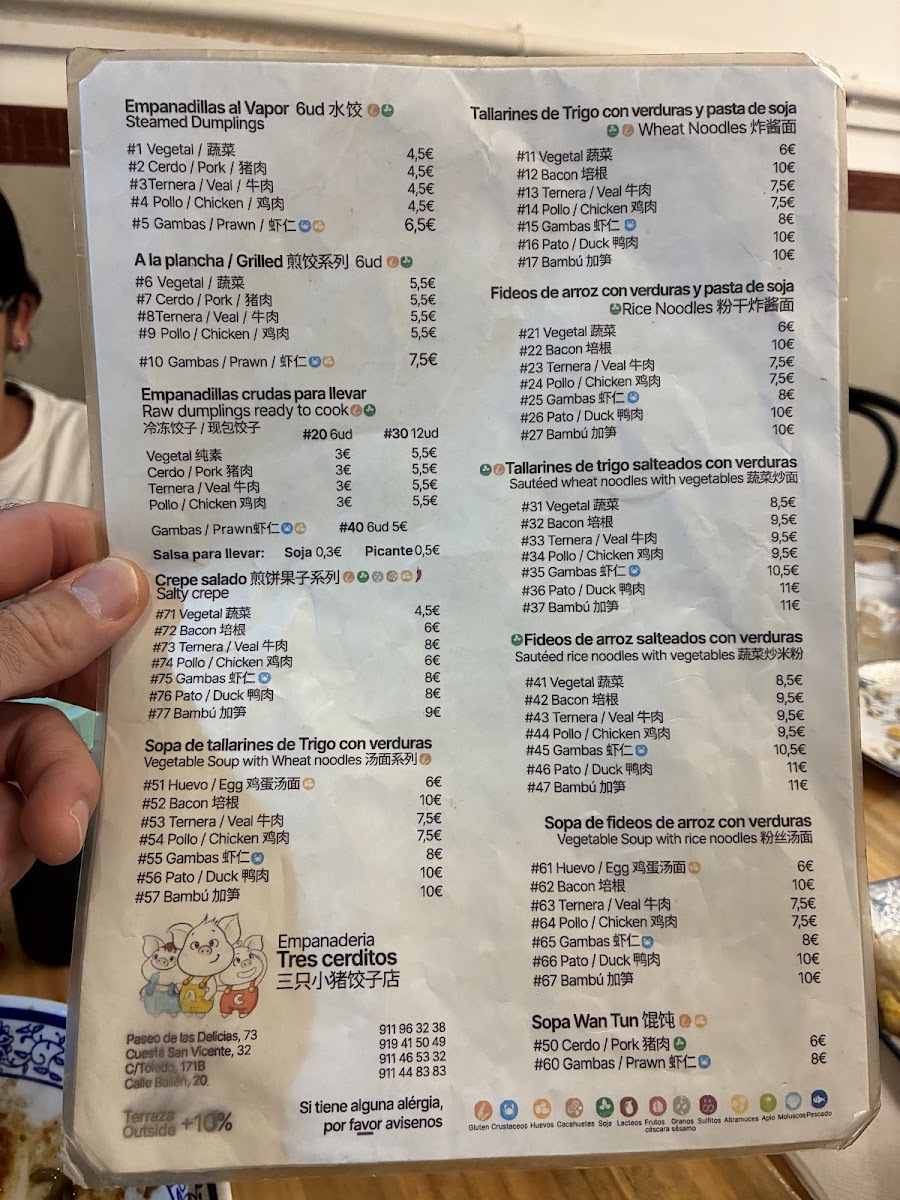 Empanadillas al Vapor 6ud 水饺
Steamed Dumplings
#1 Vegetal / 蔬菜 4,5€
#2 Cerdo / Pork / 猪肉 4,5€
#3Ternera / Veal / 牛肉 4,5€
#4 Pollo / Chicken / 鸡肉 4,5€
#5 Gambas / Prawn / 虾仁 6,5€
A la plancha / Grilled 煎饺系列 6ud
#6 Vegetal / 蔬菜 5,5€
#7 Cerdo / Pork / 猪肉 5,5€
#8Ternera / Veal / 牛肉 5,5€
#9 Pollo / Chicken / 鸡肉 5,5€
#10 Gambas / Prawn / 虾仁 7,5€
Empanadillas crudas para llevar
Raw dumplings ready to cook
冷冻饺子 / 现包饺子
#20 6ud #30 12ud
Vegetal 纯素 3€ 5,5€
Cerdo / Pork 猪肉 3€ 5,5€
Ternera / Veal 牛肉 3€ 5,5€
Pollo / Chicken 鸡肉 3€ 5,5€
Gambas / Prawn虾仁 #40 6ud 5€
Salsa para llevar: Soja 0,3€ Picante 0,5€
Crepe salado 煎饼果子系列
Salty crepe
#71 Vegetal 蔬菜 4,5€
#72 Bacon 培根 6€
#73 Ternera / Veal 牛肉 8€
#74 Pollo / Chicken 鸡肉 6€
#75 Gambas 虾仁 8€
#76 Pato / Duck 鸭肉 8€
#77 Bambú 加笋 9€
Sopa de tallarines de Trigo con verduras
Vegetable Soup with Wheat noodles 汤面系列
#51 Huevo / Egg 鸡蛋汤面 6€
#52 Bacon 培根 10€
#53 Ternera / Veal 牛肉 7,5€
#54 Pollo / Chicken 鸡肉 7,5€
#55 Gambas 虾仁 8€
#56 Pato / Duck 鸭肉 10€
#57 Bambú 加笋 10€
Empanaderia
Tres cerditos
三只小猪饺子店
A C
Paseo de las Delicias, 73
Cuesta San Vicente, 32
C/Toledo, 171B
Calle Bailén, 20
911 96 32 38
919 41 50 49
911 46 53 32
911 44 83 83
Terraza
Outside +10%
Si tiene alguna alérgia,
por favor avisenos
Tallarines de Trigo con verduras y pasta de soja
Wheat Noodles 炸酱面
#11 Vegetal 蔬菜 6€
#12 Bacon 培根 10€
#13 Ternera / Veal 牛肉 7,5€
#14 Pollo / Chicken 鸡肉 7,5€
#15 Gambas 虾仁 8€
#16 Pato / Duck 鸭肉 10€
#17 Bambú 加笋 10€
Fideos de arroz con verduras y pasta de soja
Rice Noodles 粉干炸酱面
#21 Vegetal 蔬菜 6€
#22 Bacon 培根 10€
#23 Ternera / Veal 牛肉 7,5€
#24 Pollo / Chicken 鸡肉 7,5€
#25 Gambas 虾仁 8€
#26 Pato / Duck 鸭肉 10€
#27 Bambú 加笋 10€
Tallarines de trigo salteados con verduras
Sautéed wheat noodles with vegetables 蔬菜炒面
#31 Vegetal 蔬菜 8,5€
#32 Bacon 培根 9,5€
#33 Ternera / Veal 牛肉 9,5€
#34 Pollo / Chicken 鸡肉 9,5€
#35 Gambas 虾仁 10,5€
#36 Pato / Duck 鸭肉 11€
#37 Bambú 加笋 11€
Fideos de arroz salteados con verduras
Sautéed rice noodles with vegetables 蔬菜炒米粉
#41 Vegetal 蔬菜 8,5€
#42 Bacon 培根 9,5€
#43 Ternera / Veal 牛肉 9,5€
#44 Pollo / Chicken 鸡肉 9,5€
#45 Gambas 虾仁 10,5€
#46 Pato / Duck 鸭肉 11€
#47 Bambú 加笋 11€
Sopa de fideos de arroz con verduras
Vegetable Soup with rice noodles 粉丝汤面
#61 Huevo / Egg 鸡蛋汤面 6€
#62 Bacon 培根 10€
#63 Ternera / Veal 牛肉 7,5€
#64 Pollo / Chicken 鸡肉 7,5€
#65 Gambas 虾仁 8€
#66 Pato / Duck 鸭肉 10€
#67 Bambú 加笋 10€
Sopa Wan Tun 馄饨
#50 Cerdo / Pork 猪肉 6€
#60 Gambas / Prawn 虾仁 8€
Gluten Crustaceos Huevos Cacahuetes Soja Lacteos Frutos cáscara Granos sésamo Sulfitos Altramuces Apio Moluscos Pescado